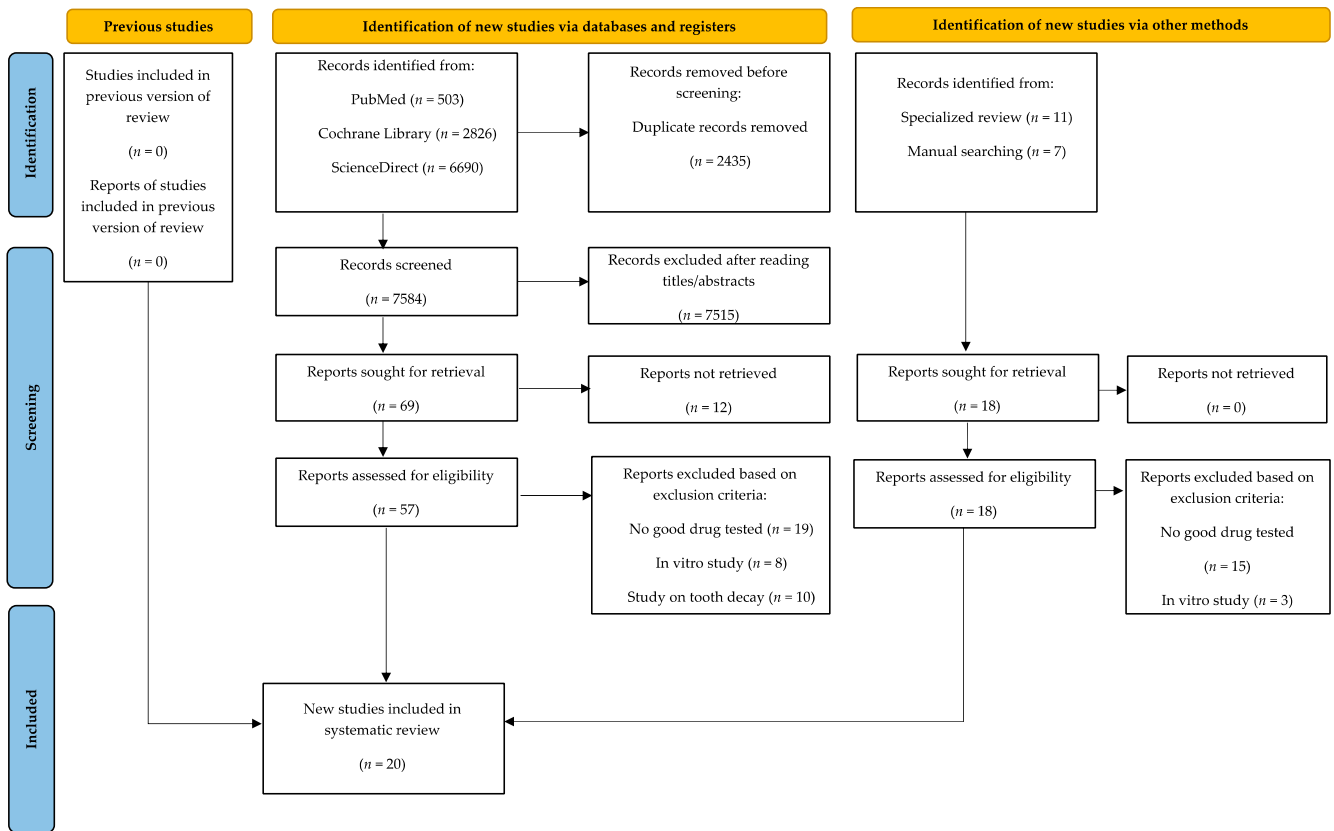 Previous studies
Identification of new studies via databases and registers
Identification of new studies via other methods
Identification
Studies included in
previous version of
review
(n = 0)
Reports of studies
included in previous
version of review
(n = 0)
Records identified from:
PubMed (n = 503)
Cochrane Library (n = 2826)
ScienceDirect (n = 6690)
Records removed before
screening:
Duplicate records removed
(n = 2435)
Records identified from:
Specialized review (n = 11)
Manual searching (n = 7)
Screening
Records screened
(n = 7584)
Records excluded after reading
titles/abstracts
(n = 7515)
Reports sought for retrieval
(n = 69)
Reports not retrieved
(n = 12)
Reports sought for retrieval
(n = 18)
Reports not retrieved
(n = 0)
Reports assessed for eligibility
(n = 57)
Reports excluded based on
exclusion criteria:
No good drug tested (n = 19)
In vitro study (n = 8)
Study on tooth decay (n = 10)
Reports assessed for eligibility
(n = 18)
Reports excluded based on
exclusion criteria:
No good drug tested
(n = 15)
In vitro study (n = 3)
Included
New studies included in
systematic review
(n = 20)